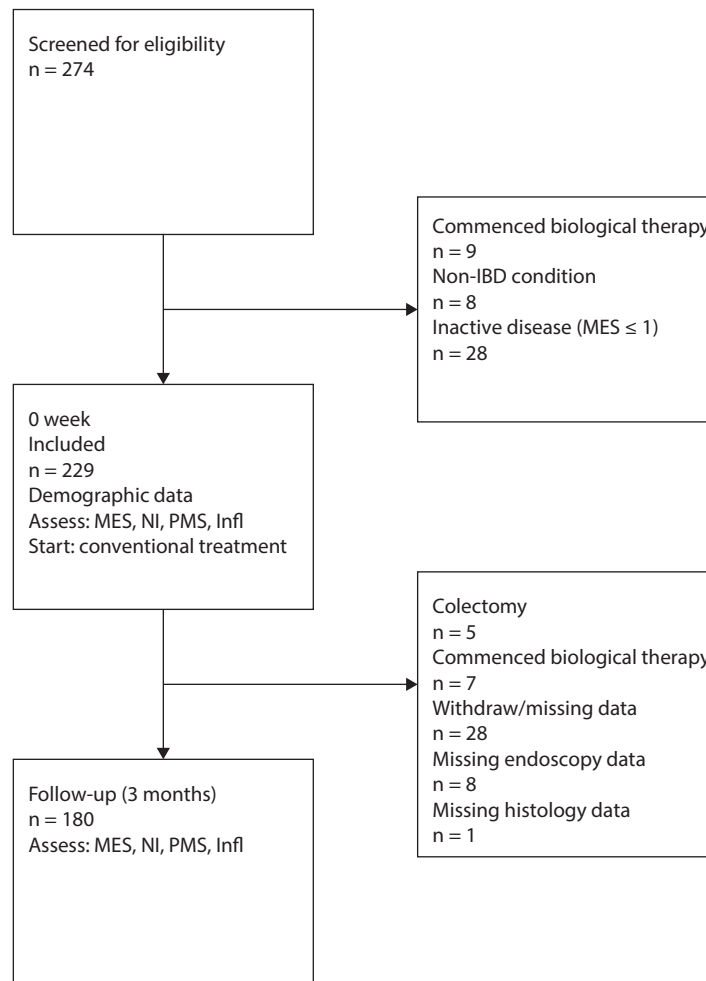 Screened for eligibility
n = 274
Commenced biological therapy
n = 9
Non-IBD condition
n = 8
Inactive disease (MES ≤ 1)
n = 28
0 week
Included
n = 229
Demographic data
Assess: MES, NI, PMS, Infl
Start: conventional treatment
Colectomy
n = 5
Commenced biological therapy
n = 7
Withdraw/missing data
n = 28
Missing endoscopy data
n = 8
Missing histology data
n = 1
Follow-up (3 months)
n = 180
Assess: MES, NI, PMS, Infl